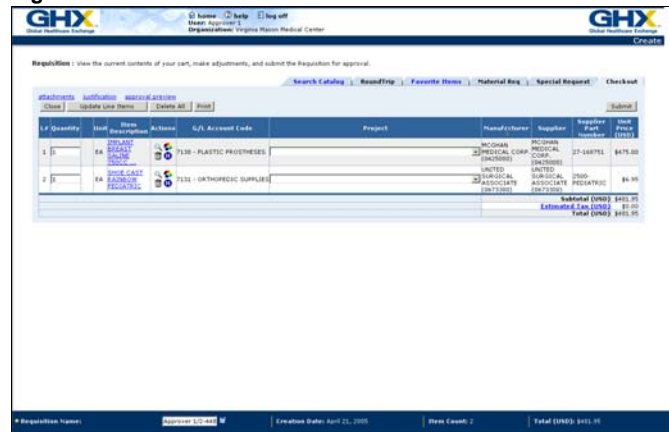 GHX
Global Healthcare Exchange
home Help log off
User: Approver 1
Organization: Virginia Mason Medical Center
GHX
Global Healthcare Exchange
Create
Requisition : View the current contents of your cart, make adjustments, and submit the Requisition for approval.
Search Catalog RoundTrip Favorite Items Material Req Special Request Checkout
attachments justification approval preview
Close Update Line Items Delete All Print Submit
L# Quantity Unit Item Description Actions G/L Account Code Project Manufacturer Supplier Supplier Part Number Unit Price (USD)
1 1 EA IMPLANT BREAST SALINE 7138 - PLASTIC PROSTHESES MCGHAN MEDICAL CORP. (0425000) MCGHAN MEDICAL CORP. (0425000) 27-168751 $475.00
2 1 EA SHOE CAST RAINBOW PEDIATRIC 7131 - ORTHOPEDIC SUPPLIES UNITED SURGICAL ASSOCIATE (0673300) UNITED SURGICAL ASSOCIATE (0673300) 2500-PEDIATRIC $6.95
Subtotal (USD) $481.95
Estimated Tax (USD) $0.00
Total (USD) $481.95
Requisition Name: Approver 1/2-448 Creation Date: April 21, 2005 Item Count: 2 Total (USD): $481.95